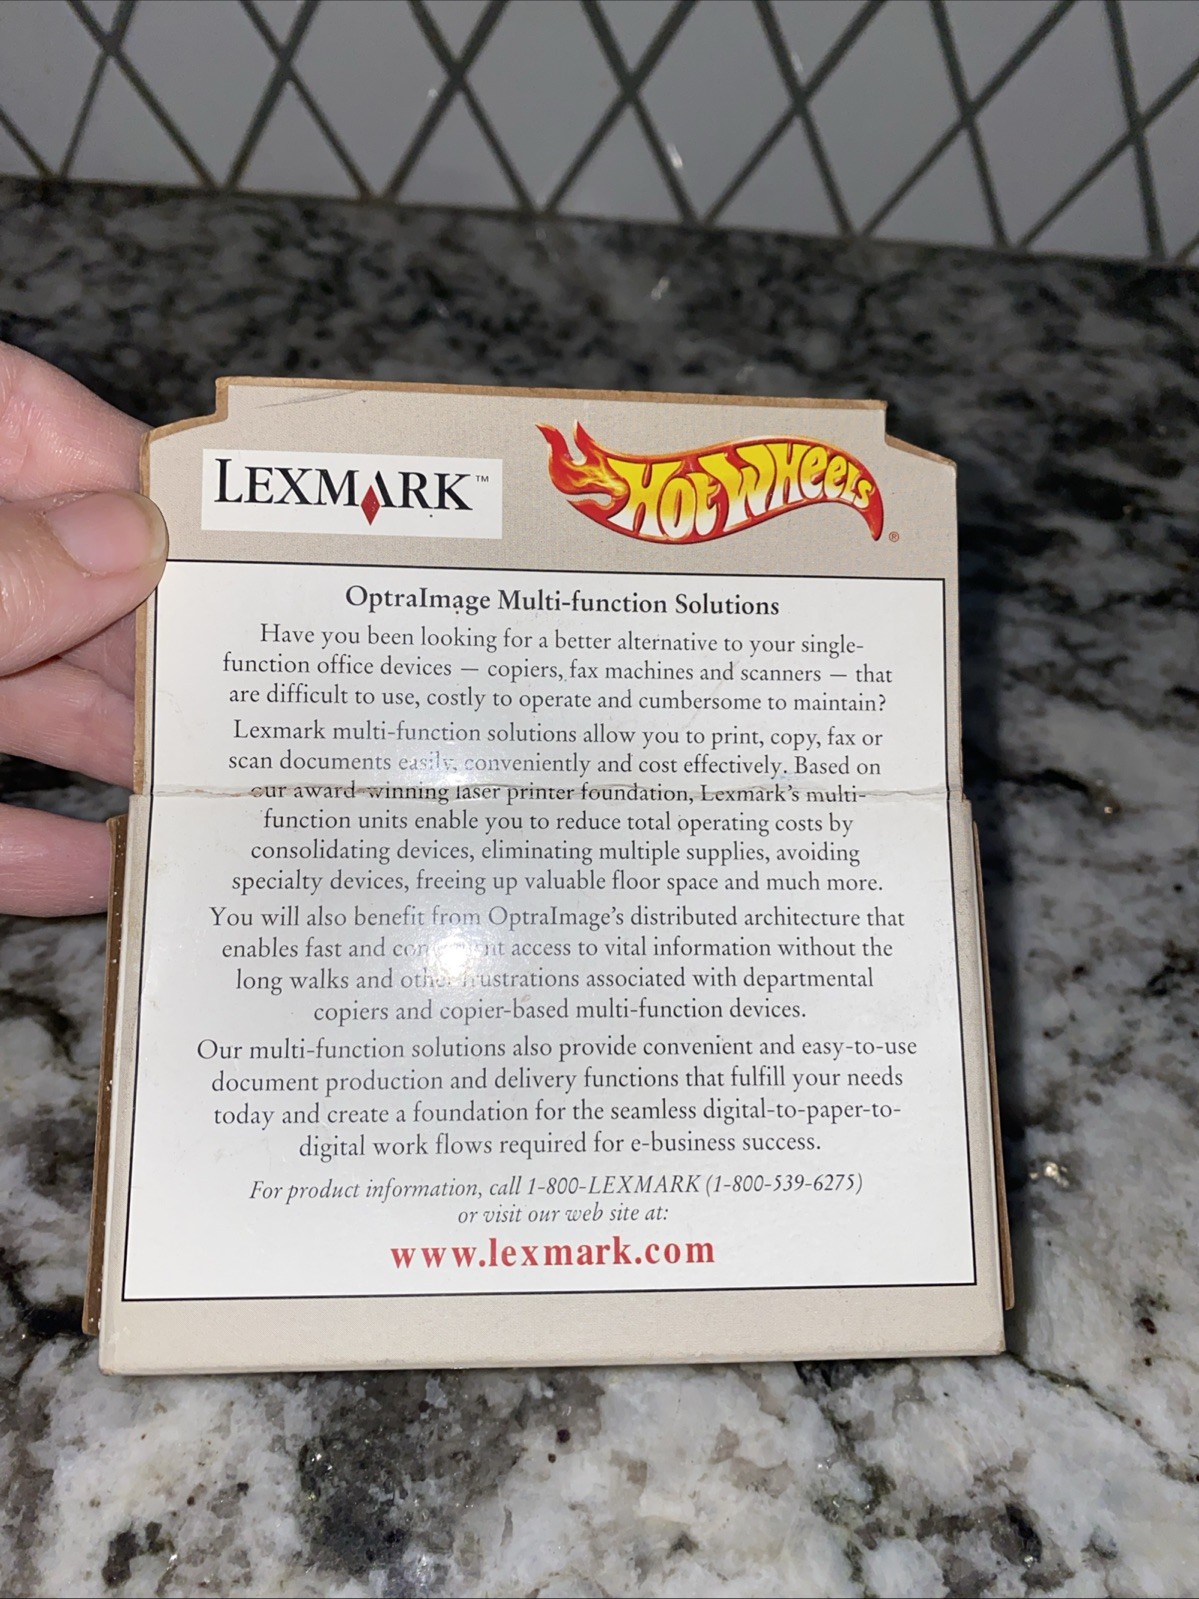 LEXMARK™
Hot Wheels®
OptraImage Multi-function Solutions
Have you been looking for a better alternative to your single-
function office devices — copiers, fax machines and scanners — that
are difficult to use, costly to operate and cumbersome to maintain?
Lexmark multi-function solutions allow you to print, copy, fax or
scan documents easily, conveniently and cost effectively. Based on
our award-winning laser printer foundation, Lexmark's multi-
function units enable you to reduce total operating costs by
consolidating devices, eliminating multiple supplies, avoiding
specialty devices, freeing up valuable floor space and much more.
You will also benefit from OptraImage's distributed architecture that
enables fast and access to vital information without the
long walks and other frustrations associated with departmental
copiers and copier-based multi-function devices.
Our multi-function solutions also provide convenient and easy-to-use
document production and delivery functions that fulfill your needs
today and create a foundation for the seamless digital-to-paper-to-
digital work flows required for e-business success.
For product information, call 1-800-LEXMARK (1-800-539-6275)
or visit our web site at:
www.lexmark.com